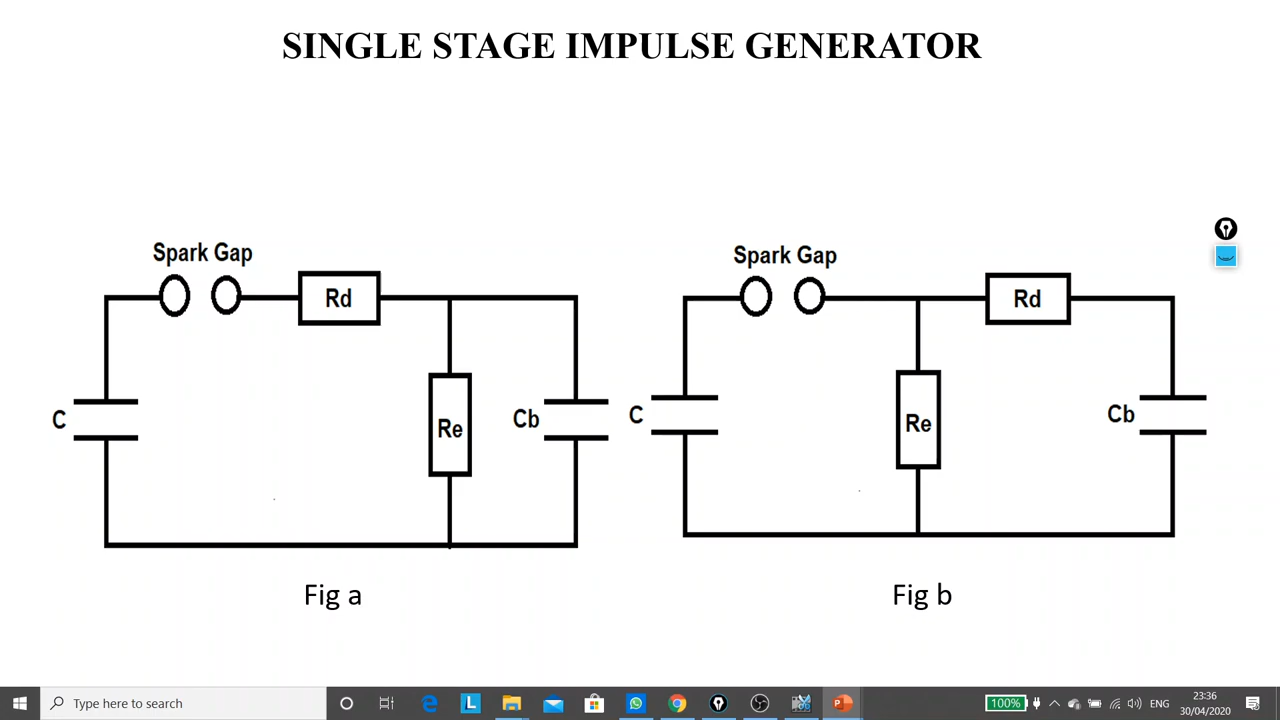 SINGLE STAGE IMPULSE GENERATOR
Spark Gap
Rd
C
Re
Cb
Fig a
Spark Gap
Rd
C
Re
Cb
Fig b
Type here to search
L
100%
ENG
23:36
30/04/2020